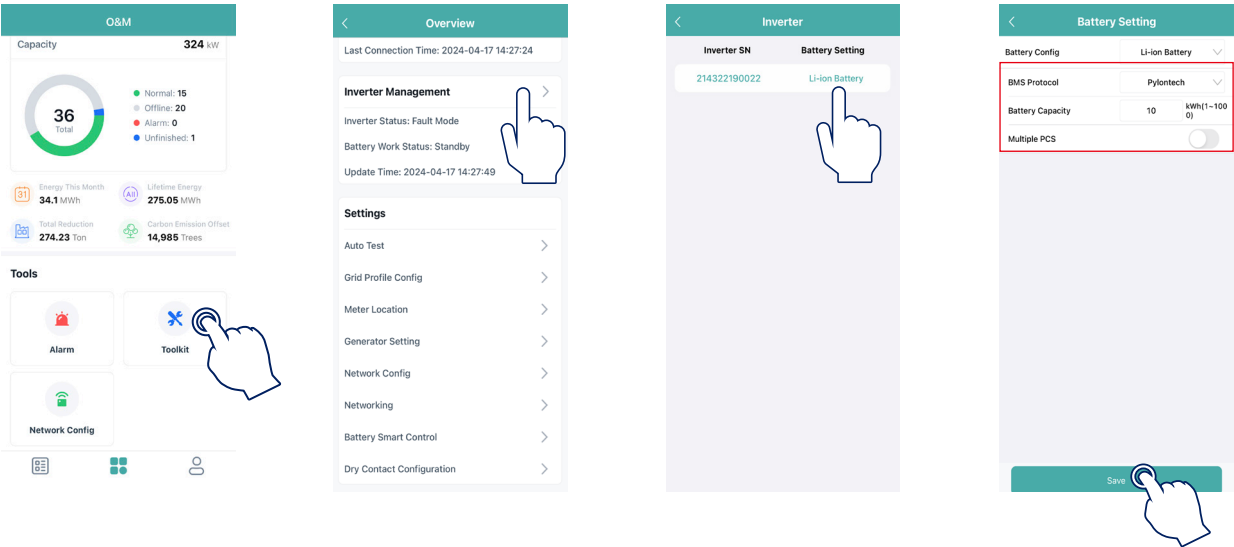 O&M
Capacity
324 kW
36
Total
Normal: 15
Offline: 20
Alarm: 0
Unfinished: 1
31
Energy This Month
34.1 MWh
All
Lifetime Energy
275.05 MWh
Total Reduction
274.23 Ton
Carbon Emission Offset
14,985 Trees
Tools
Alarm
Toolkit
Network Config
Overview
Last Connection Time: 2024-04-17 14:27:24
Inverter Management
Inverter Status: Fault Mode
Battery Work Status: Standby
Update Time: 2024-04-17 14:27:49
Settings
Auto Test
Grid Profile Config
Meter Location
Generator Setting
Network Config
Networking
Battery Smart Control
Dry Contact Configuration
Inverter
Inverter SN
Battery Setting
214322190022
Li-ion Battery
Battery Setting
Battery Config
Li-ion Battery
BMS Protocol
Pylontech
Battery Capacity
10
kWh(1~100
0)
Multiple PCS
Save